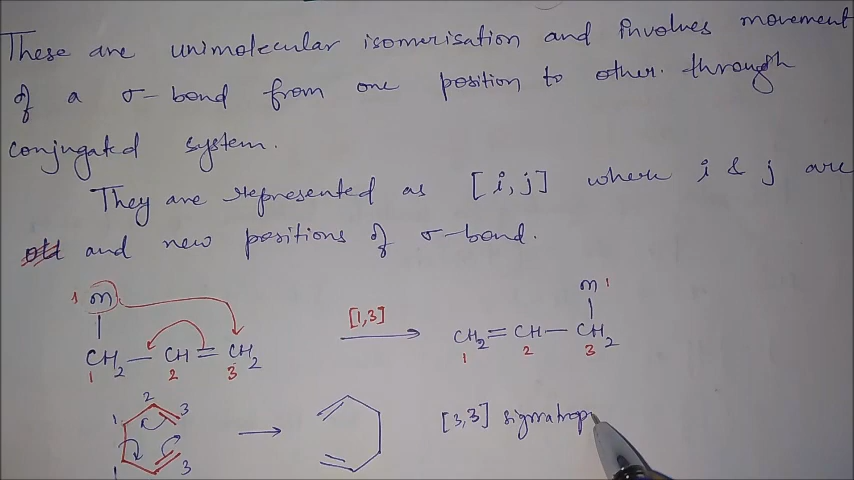 These are unimolecular isomerisation and involves movement
of a σ-bond from one position to other. through
conjugated system.
They are represented as [i, j] where i & j are
old and new positions of σ-bond.
1 m
m 1
[1,3]
CH2 — CH = CH2
CH2 = CH — CH2
1 2 3
1 2 3
2
1 3
[3,3] sigmatrop
1 3